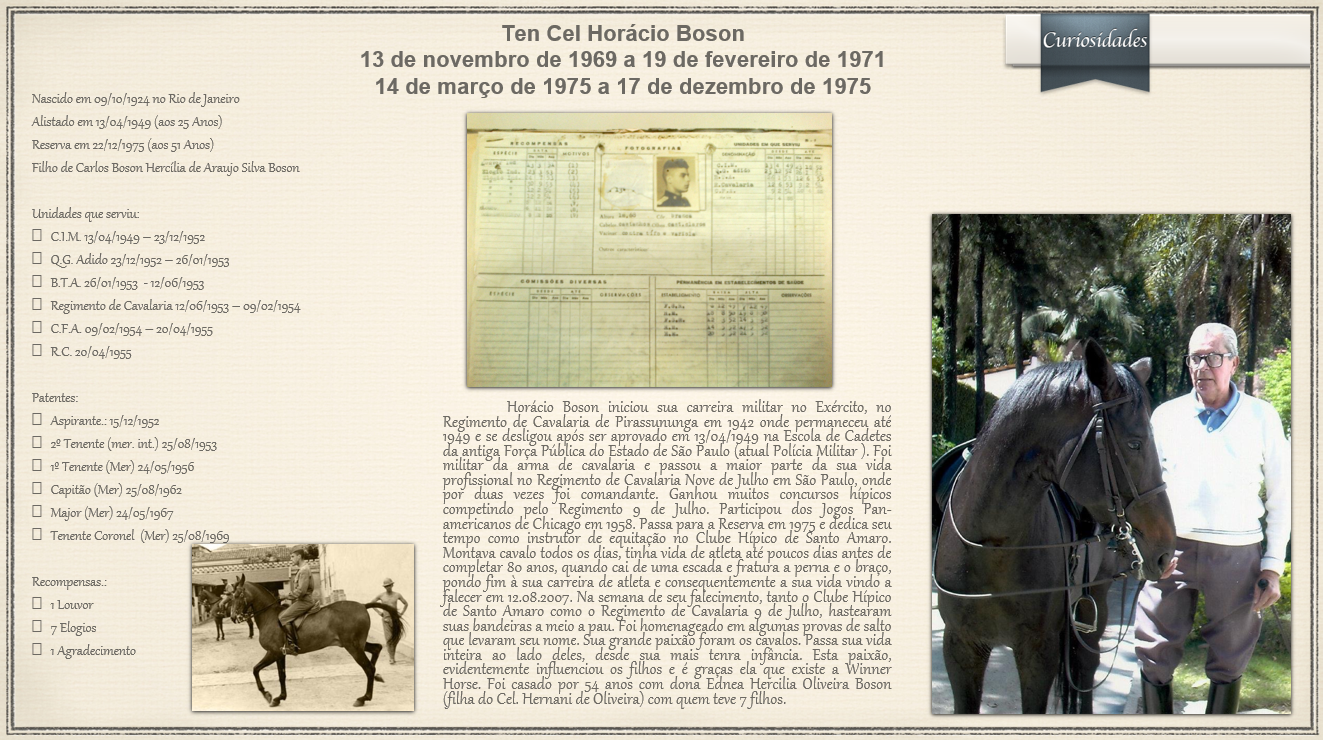 Ten Cel Horácio Boson
13 de novembro de 1969 a 19 de fevereiro de 1971
14 de março de 1975 a 17 de dezembro de 1975
Curiosidades
Nascido em 09/10/1924 no Rio de Janeiro
Alistado em 13/04/1949 (aos 25 Anos)
Reserva em 22/12/1975 (aos 51 Anos)
Filho de Carlos Boson Hercília de Araujo Silva Boson
Unidades que serviu:
C.I.M. 13/04/1949 – 23/12/1952
Q.G. Adido 23/12/1952 – 26/01/1953
B.T.A. 26/01/1953 - 12/06/1953
Regimento de Cavalaria 12/06/1953 – 09/02/1954
C.F.A. 09/02/1954 – 20/04/1955
R.C. 20/04/1955
Patentes:
Aspirante.: 15/12/1952
2º Tenente (mer. int.) 25/08/1953
1º Tenente (Mer) 24/05/1956
Capitão (Mer) 25/08/1962
Major (Mer) 24/05/1967
Tenente Coronel (Mer) 25/08/1969
Recompensas.:
1 Louvor
7 Elogios
1 Agradecimento
RECOMPENSAS
FOTOGRAFIAS
UNIDADES EM QUE SERVIU
ESPÉCIE
MOTIVOS
COMISSÕES DIVERSAS
PERMANÊNCIA EM ESTABELECIMENTOS DE SAÚDE
ESPÉCIE
OBSERVAÇÕES
ESTABELECIMENTO
OBSERVAÇÕES
Horácio Boson iniciou sua carreira militar no Exército, no
Regimento de Cavalaria de Pirassununga em 1942 onde permaneceu até
1949 e se desligou após ser aprovado em 13/04/1949 na Escola de Cadetes
da antiga Força Pública do Estado de São Paulo (atual Polícia Militar ). Foi
militar da arma de cavalaria e passou a maior parte da sua vida
profissional no Regimento de Cavalaria Nove de Julho em São Paulo, onde
por duas vezes foi comandante. Ganhou muitos concursos hípicos
competindo pelo Regimento 9 de Julho. Participou dos Jogos Pan-
americanos de Chicago em 1958. Passa para a Reserva em 1975 e dedica seu
tempo como instrutor de equitação no Clube Hípico de Santo Amaro.
Montava cavalo todos os dias, tinha vida de atleta até poucos dias antes de
completar 80 anos, quando cai de uma escada e fratura a perna e o braço,
pondo fim à sua carreira de atleta e consequentemente a sua vida vindo a
falecer em 12.08.2007. Na semana de seu falecimento, tanto o Clube Hípico
de Santo Amaro como o Regimento de Cavalaria 9 de Julho, hastearam
suas bandeiras a meio a pau. Foi homenageado em algumas provas de salto
que levaram seu nome. Sua grande paixão foram os cavalos. Passa sua vida
inteira ao lado deles, desde sua mais tenra infância. Esta paixão,
evidentemente influenciou os filhos e é graças ela que existe a Winner
Horse. Foi casado por 54 anos com dona Ednea Hercilia Oliveira Boson
(filha do Cel. Hernani de Oliveira) com quem teve 7 filhos.